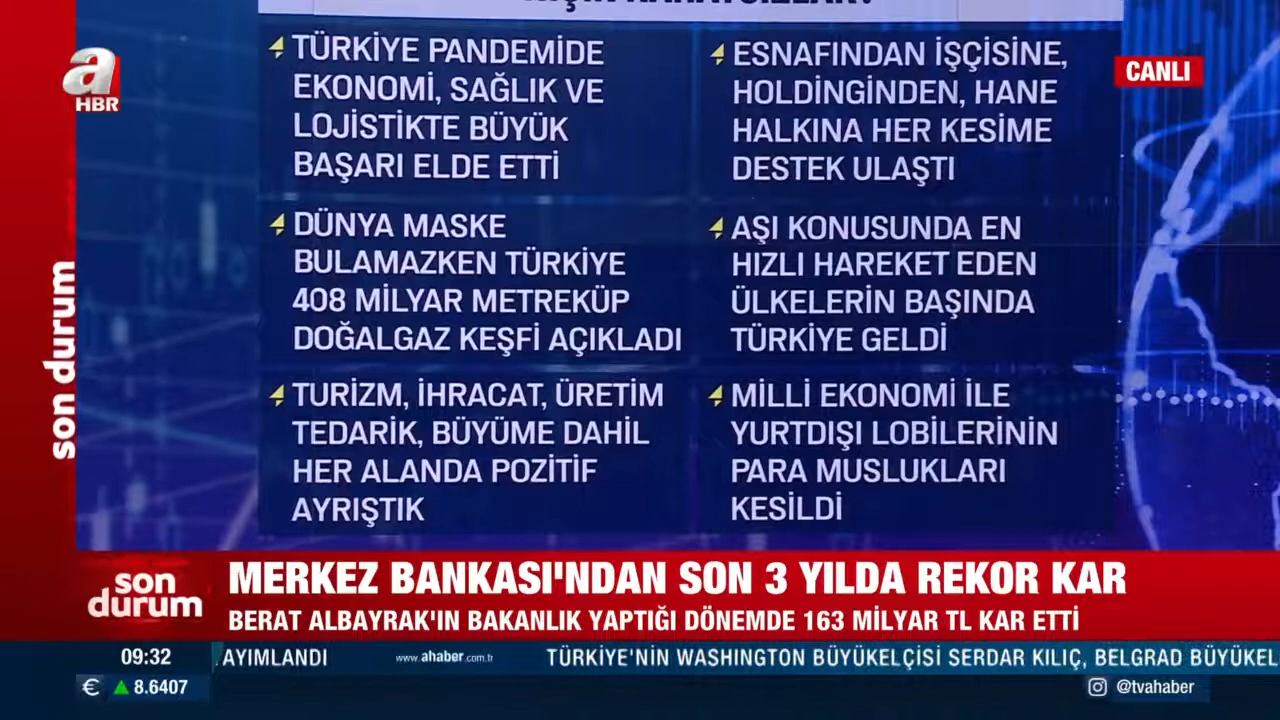 TÜRKİYE PANDEMİDE
EKONOMİ, SAĞLIK VE
LOJİSTİKTE BÜYÜK
BAŞARI ELDE ETTİ
DÜNYA MASKE
BULAMAZKEN TÜRKİYE
408 MİLYAR METREKÜP
DOĞALGAZ KEŞFİ AÇIKLADI
TURİZM, İHRACAT, ÜRETİM
TEDARİK, BÜYÜME DAHİL
HER ALANDA POZİTİF
AYRIŞTIK
ESNAFINDAN İŞÇİSİNE,
HOLDİNGİNDEN, HANE
HALKINA HER KESİME
DESTEK ULAŞTI
AŞI KONUSUNDA EN
HIZLI HAREKET EDEN
ÜLKELERİN BAŞINDA
TÜRKİYE GELDİ
MİLLİ EKONOMİ İLE
YURTDIŞI LOBİLERİNİN
PARA MUSLUKLARI
KESİLDİ
a
HBR
CANLI
son durum
son
durum
MERKEZ BANKASI'NDAN SON 3 YILDA REKOR KAR
BERAT ALBAYRAK'IN BAKANLIK YAPTIĞI DÖNEMDE 163 MİLYAR TL KAR ETTİ
09:32
AYIMLANDI
www.ahaber.com.tr
TÜRKİYE'NİN WASHINGTON BÜYÜKELÇİSİ SERDAR KILIÇ, BELGRAD BÜYÜKEL
€ 8.6407
@tvahaber